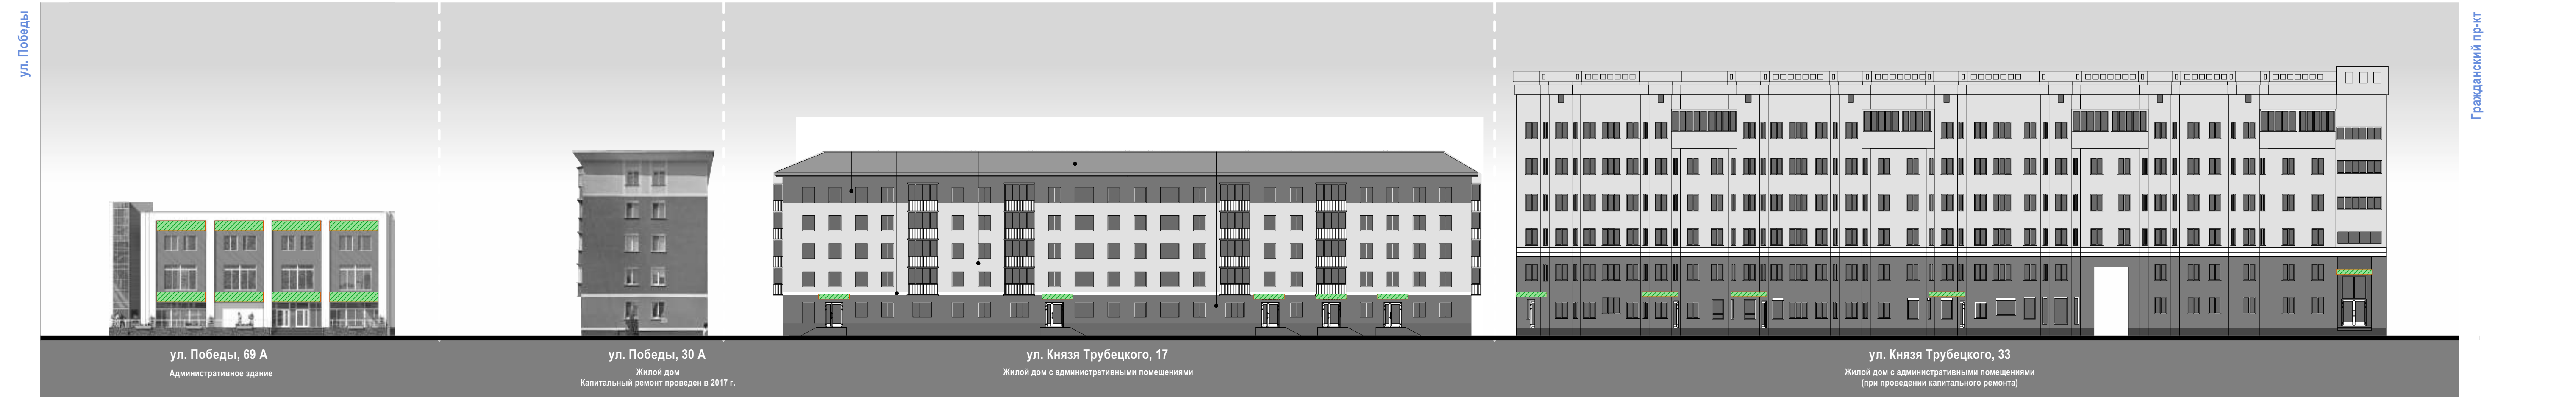 ул. Победы
Гражданский пр-кт
ул. Победы, 69 А
Административное здание
ул. Победы, 30 А
Жилой дом
Капитальный ремонт проведен в 2017 г.
ул. Князя Трубецкого, 17
Жилой дом с административными помещениями
ул. Князя Трубецкого, 33
Жилой дом с административными помещениями
(при проведении капитального ремонта)